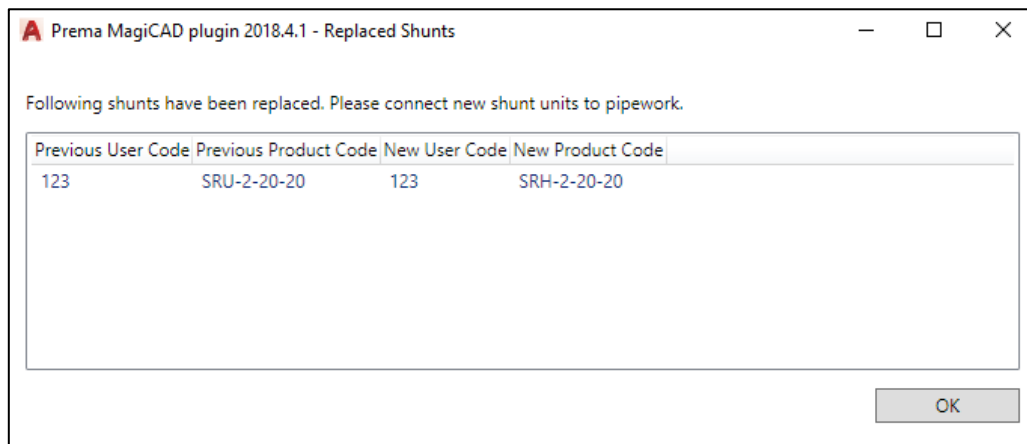 Prema MagiCAD plugin 2018.4.1 - Replaced Shunts
Following shunts have been replaced. Please connect new shunt units to pipework.
Previous User Code Previous Product Code New User Code New Product Code
123 SRU-2-20-20 123 SRH-2-20-20
OK